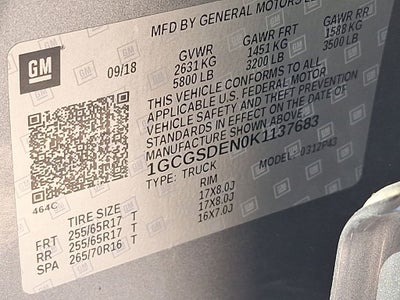 MFD BY GENERAL MOTORS
GM
09/18
GVWR GAWR FRT GAWR RR
2631 KG 1451 KG 1588 KG
5800 LB 3200 LB 3500 LB
THIS VEHICLE CONFORMS TO ALL
APPLICABLE U.S. FEDERAL MOTOR
VEHICLE SAFETY AND THEFT PREVENTION
STANDARDS IN EFFECT ON THE DATE OF
MANUFACTURE SHOWN ABOVE.
1GCGSDEN0K1137683
TYPE: TRUCK MODEL: 0312P43
464C
TIRE SIZE RIM
FRT 255/65R17 T 17X8.0J
RR 255/65R17 T 17X8.0J
SPA 265/70R16 T 16X7.0J